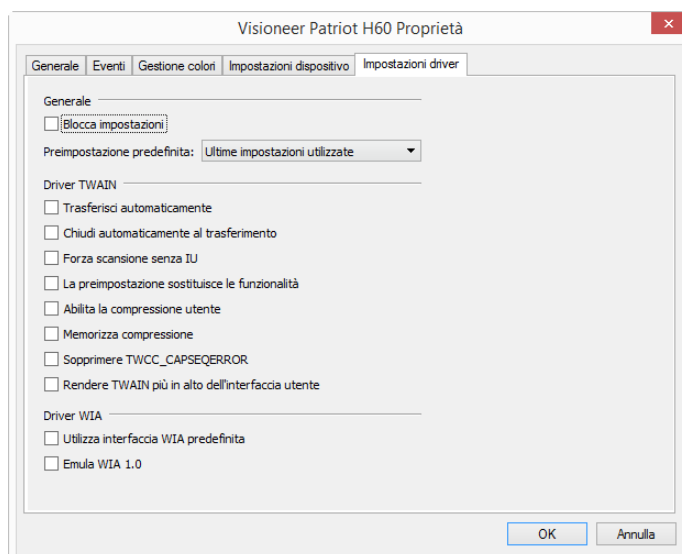 Visioneer Patriot H60 Proprietà
Generale Eventi Gestione colori Impostazioni dispositivo Impostazioni driver
Generale
Blocca impostazioni
Preimpostazione predefinita: Ultime impostazioni utilizzate
Driver TWAIN
Trasferisci automaticamente
Chiudi automaticamente al trasferimento
Forza scansione senza IU
La preimpostazione sostituisce le funzionalità
Abilita la compressione utente
Memorizza compressione
Sopprimere TWCC_CAPSEQERROR
Rendere TWAIN più in alto dell'interfaccia utente
Driver WIA
Utilizza interfaccia WIA predefinita
Emula WIA 1.0
OK Annulla